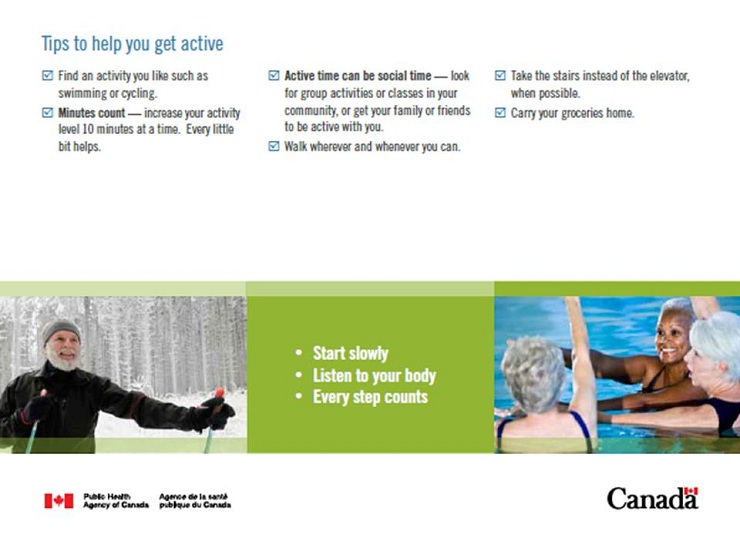 Tips to help you get active
Find an activity you like such as
swimming or cycling.
Minutes count — increase your activity
level 10 minutes at a time. Every little
bit helps.
Active time can be social time — look
for group activities or classes in your
community, or get your family or friends
to be active with you.
Walk wherever and whenever you can.
Take the stairs instead of the elevator,
when possible.
Carry your groceries home.
• Start slowly
• Listen to your body
• Every step counts
Public Health
Agency of Canada
Agence de la santé
publique du Canada
Canada